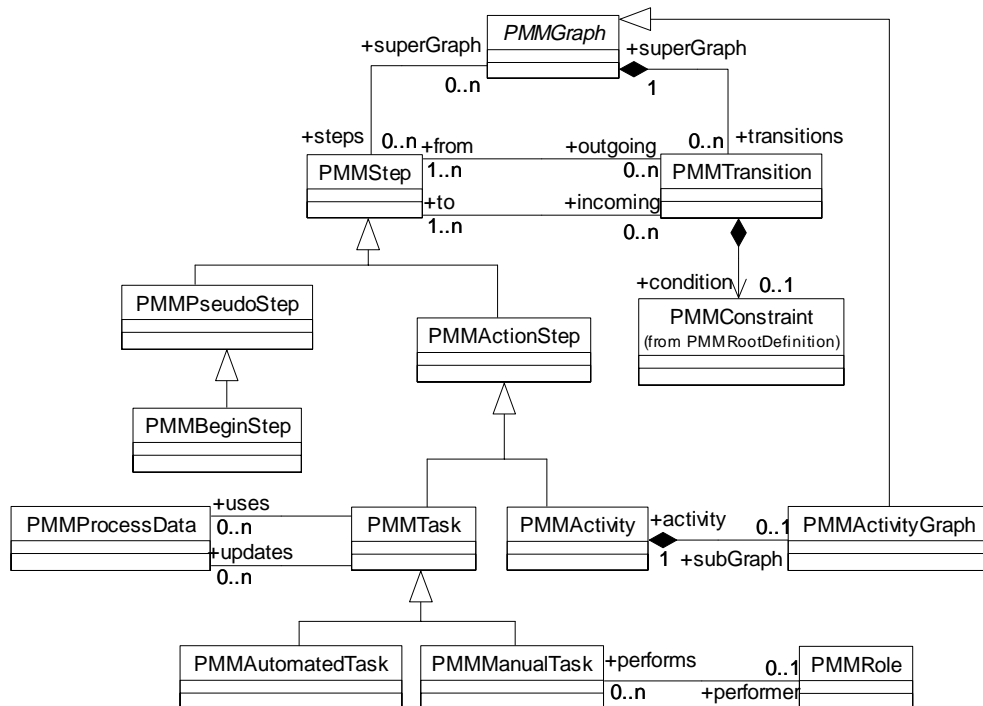 PMMGraph
+superGraph
+superGraph
0..n
1
+steps
0..n
+from
+outgoing
0..n
+transitions
PMMStep
1..n
0..n
PMMTransition
+to
+incoming
1..n
0..n
+condition
0..1
PMMPseudoStep
PMMActionStep
PMMConstraint
(from PMMRootDefinition)
PMMBeginStep
+uses
PMMProcessData
0..n
PMMTask
PMMActivity
+activity
0..1
PMMActivityGraph
+updates
1
+subGraph
0..n
PMMAutomatedTask
PMMManualTask
+performs
0..1
PMMRole
0..n
+performer